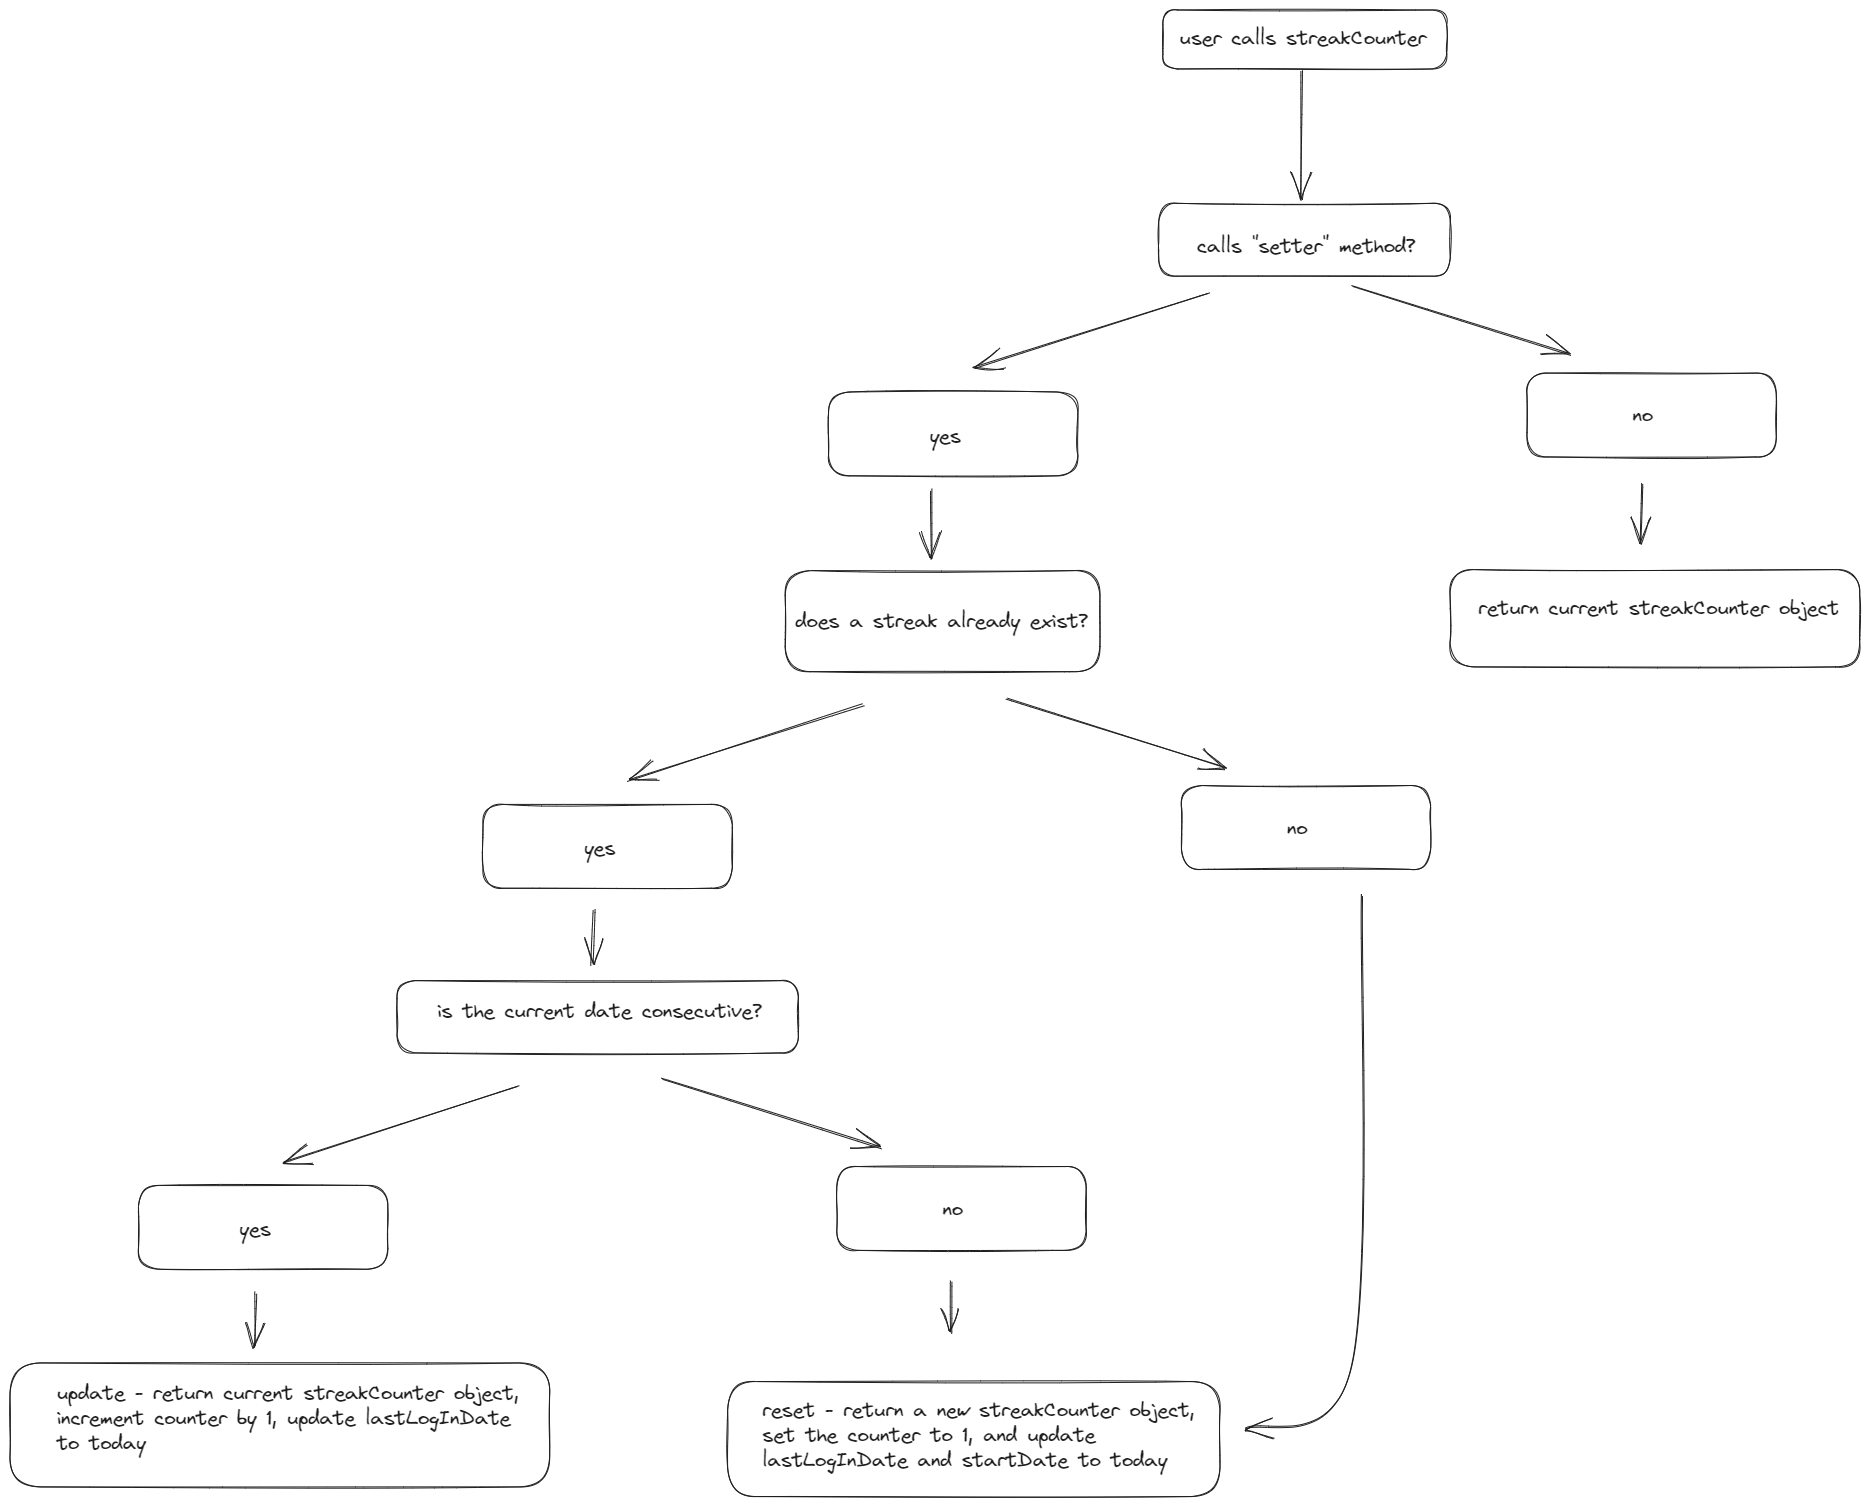 user calls streakCounter
calls "setter" method?
yes
no
does a streak already exist?
return current streakCounter object
yes
no
is the current date consecutive?
yes
no
update - return current streakCounter object,
increment counter by 1, update lastLogInDate
to today
reset - return a new streakCounter object,
set the counter to 1, and update
lastLogInDate and startDate to today